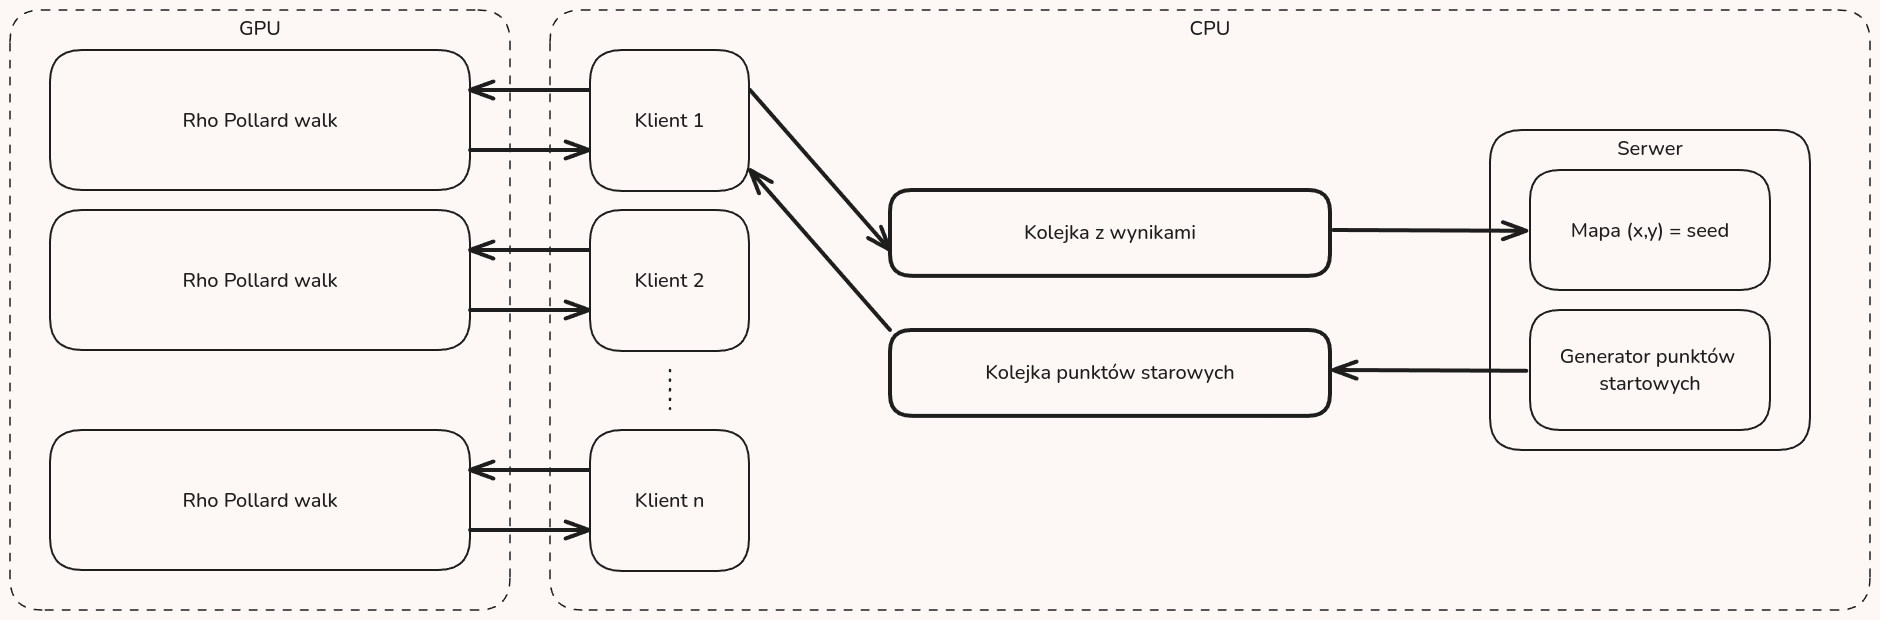 GPU
CPU
Rho Pollard walk
Klient 1
Rho Pollard walk
Klient 2
Rho Pollard walk
Klient n
Kolejka z wynikami
Kolejka punktów starowych
Serwer
Mapa (x,y) = seed
Generator punktów
startowych